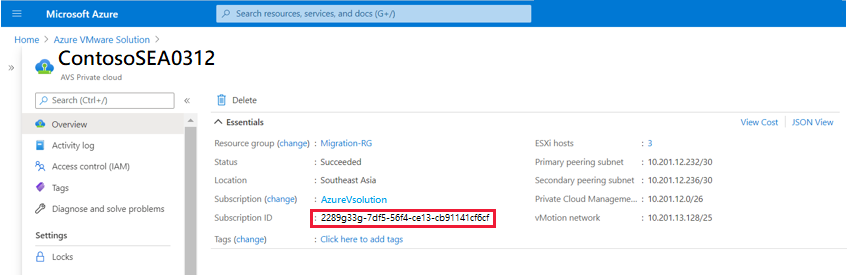 Microsoft Azure
Search resources, services, and docs (G+/)
Home > Azure VMware Solution >
»
ContosoSEA0312
AVS Private cloud
Search (Ctrl+/)
«
Overview
Activity log
Access control (IAM)
Tags
Diagnose and solve problems
Settings
Locks
Delete
Essentials
View Cost
JSON View
Resource group (change) : Migration-RG
Status : Succeeded
Location : Southeast Asia
Subscription (change) : AzureVsolution
Subscription ID : 2289g33g-7df5-56f4-ce13-cb91141cf6cf
Tags (change) : Click here to add tags
ESXi hosts : 3
Primary peering subnet : 10.201.12.232/30
Secondary peering subnet : 10.201.12.236/30
Private Cloud Manageme... : 10.201.12.0/26
vMotion network : 10.201.13.128/25